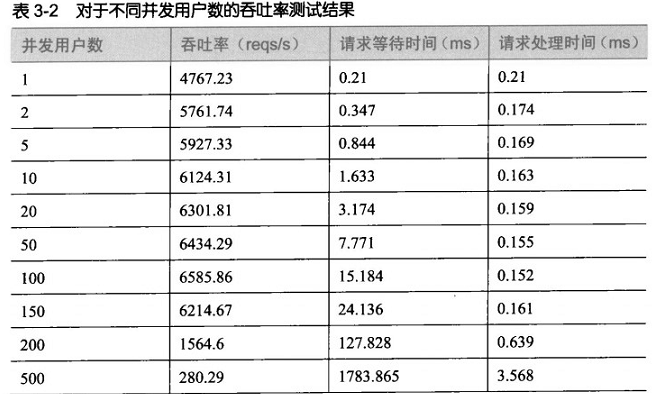 表 3-2 对于不同并发用户数的吞吐率测试结果
并发用户数 吞吐率（reqs/s） 请求等待时间（ms） 请求处理时间（ms）
1 4767.23 0.21 0.21
2 5761.74 0.347 0.174
5 5927.33 0.844 0.169
10 6124.31 1.633 0.163
20 6301.81 3.174 0.159
50 6434.29 7.771 0.155
100 6585.86 15.184 0.152
150 6214.67 24.136 0.161
200 1564.6 127.828 0.639
500 280.29 1783.865 3.568